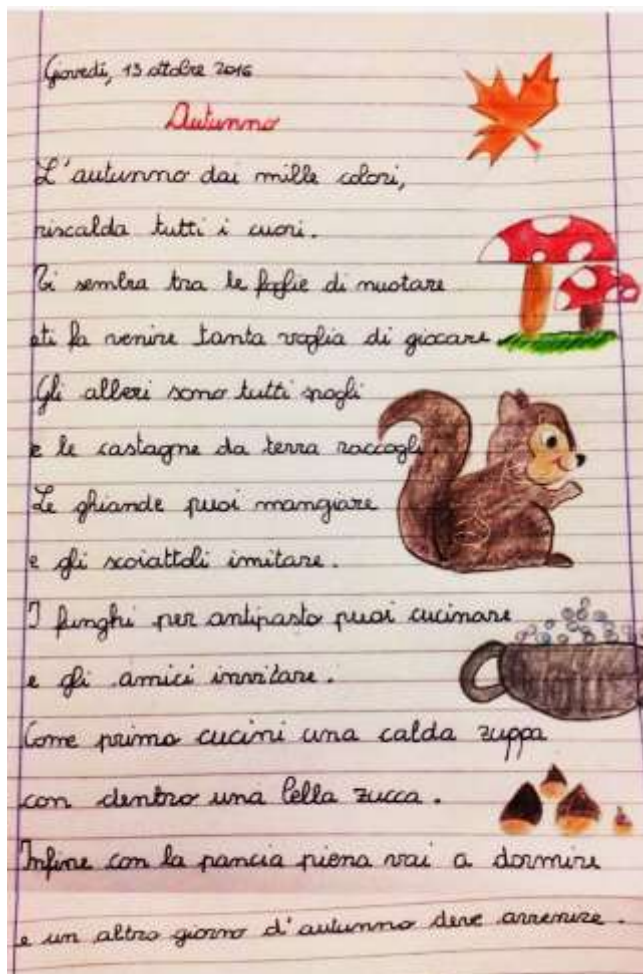 Giovedì, 13 ottobre 2016
Autunno
L'autunno dai mille colori,
riscalda tutti i cuori.
Ti sembra tra le foglie di nuotare
e ti fa venire tanta voglia di giocare.
Gli alberi sono tutti spogli
e le castagne da terra raccogli.
Le ghiande puoi mangiare
e gli scoiattoli imitare.
I funghi per antipasto puoi cucinare
e gli amici invitare.
Come primo cucini una calda zuppa
con dentro una bella zucca.
Infine con la pancia piena vai a dormire
e un altro giorno d'autunno deve avvenire.